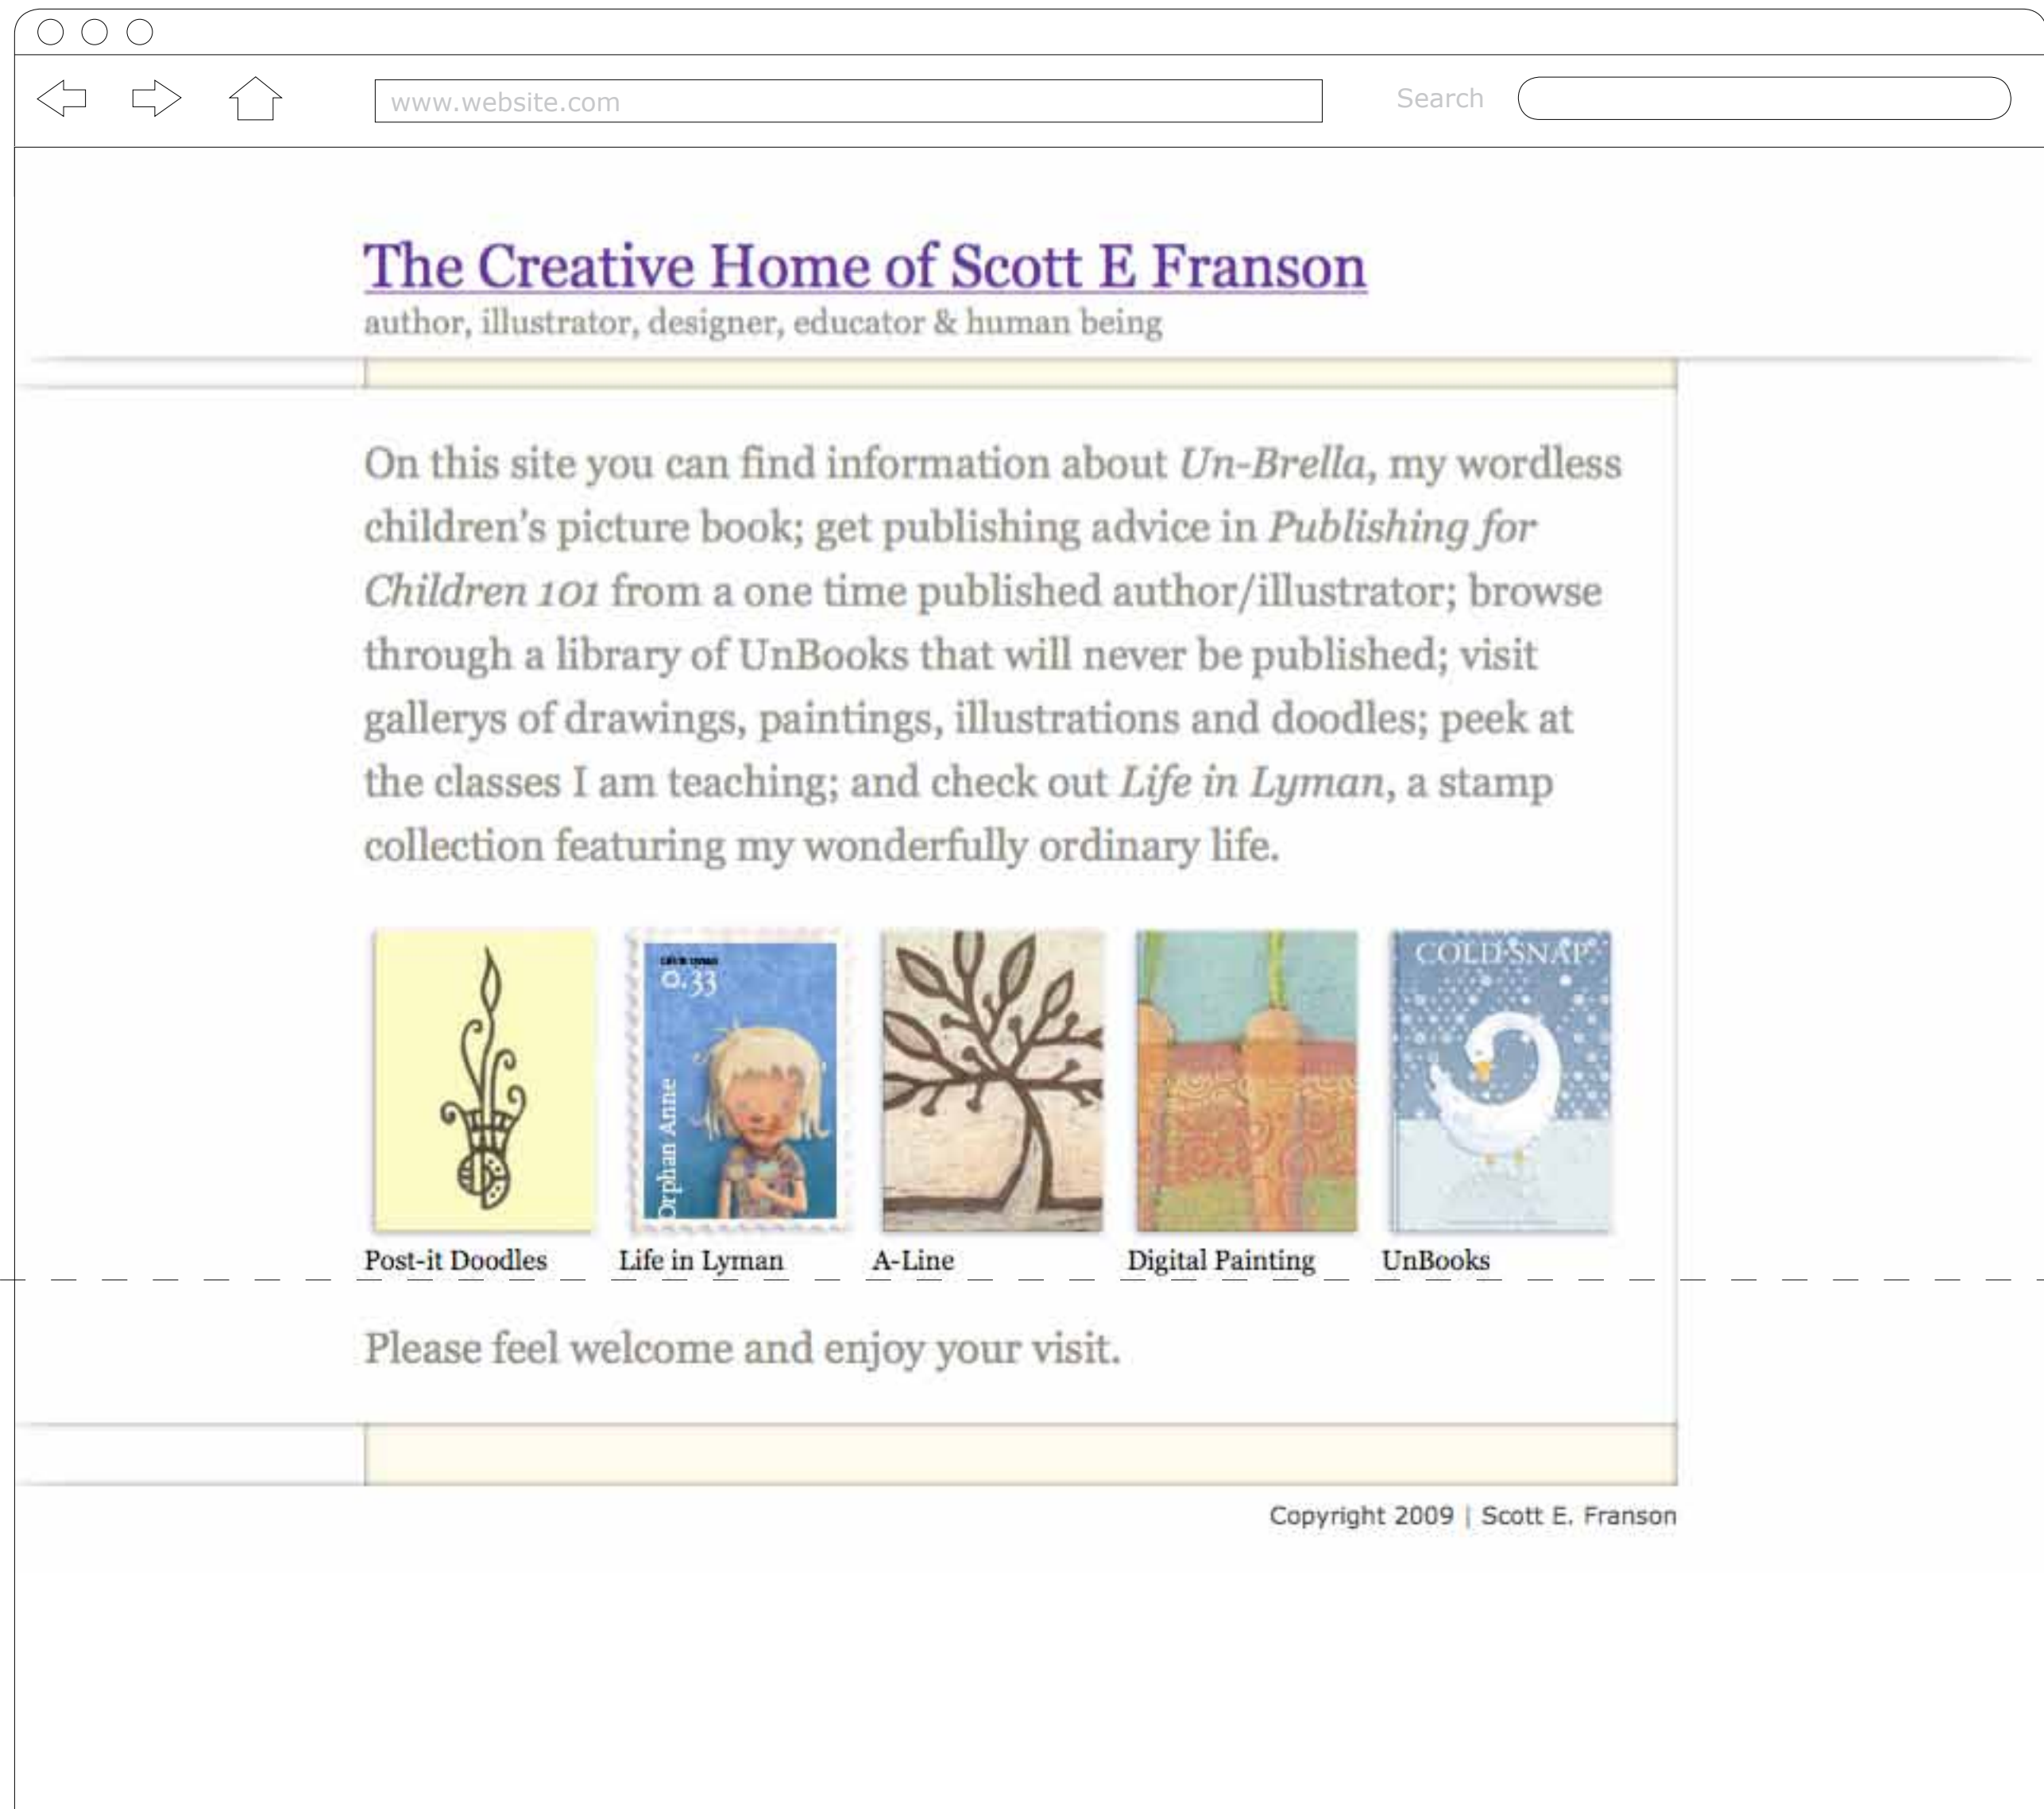 www.website.com
Search
The Creative Home of Scott E Franson
author, illustrator, designer, educator & human being
On this site you can find information about Un-Brella, my wordless
children's picture book; get publishing advice in Publishing for
Children 101 from a one time published author/illustrator; browse
through a library of UnBooks that will never be published; visit
gallerys of drawings, paintings, illustrations and doodles; peek at
the classes I am teaching; and check out Life in Lyman, a stamp
collection featuring my wonderfully ordinary life.
Life in Lyman
0.33
Orphan Anne
COLD SNAP
Post-it Doodles
Life in Lyman
A-Line
Digital Painting
UnBooks
Please feel welcome and enjoy your visit.
Copyright 2009 | Scott E. Franson